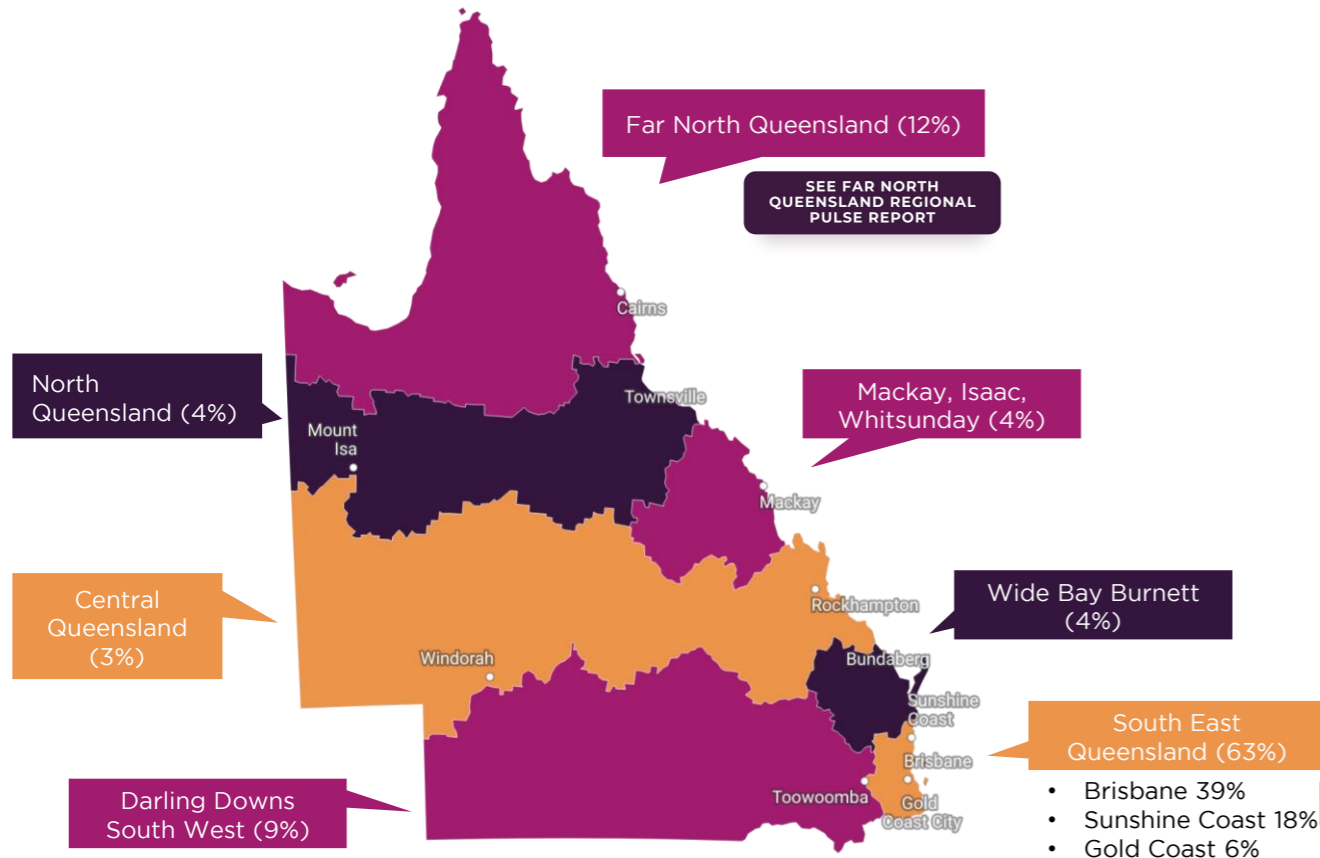 Far North Queensland (12%)
SEE FAR NORTH
QUEENSLAND REGIONAL
PULSE REPORT
Cairns
North
Queensland (4%)
Townsville
Mackay, Isaac,
Whitsunday (4%)
Mount
Isa
Mackay
Central
Queensland
(3%)
Rockhampton
Wide Bay Burnett
(4%)
Windorah
Bundaberg
Sunshine
Coast
South East
Queensland (63%)
Brisbane
Toowoomba
Gold
Coast City
Darling Downs
South West (9%)
• Brisbane 39%
• Sunshine Coast 18%
• Gold Coast 6%